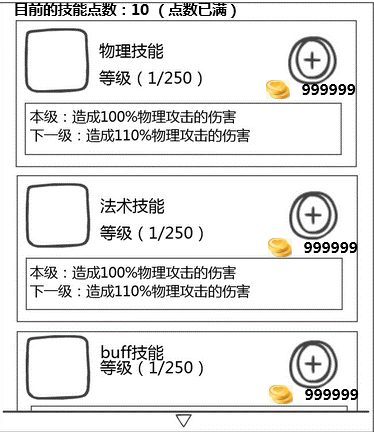 目前的技能点数：10 （点数已满）
物理技能
等级（1/250）
999999
本级：造成100%物理攻击的伤害
下一级：造成110%物理攻击的伤害
法术技能
等级（1/250）
999999
本级：造成100%物理攻击的伤害
下一级：造成110%物理攻击的伤害
buff技能
等级（1/250）
999999